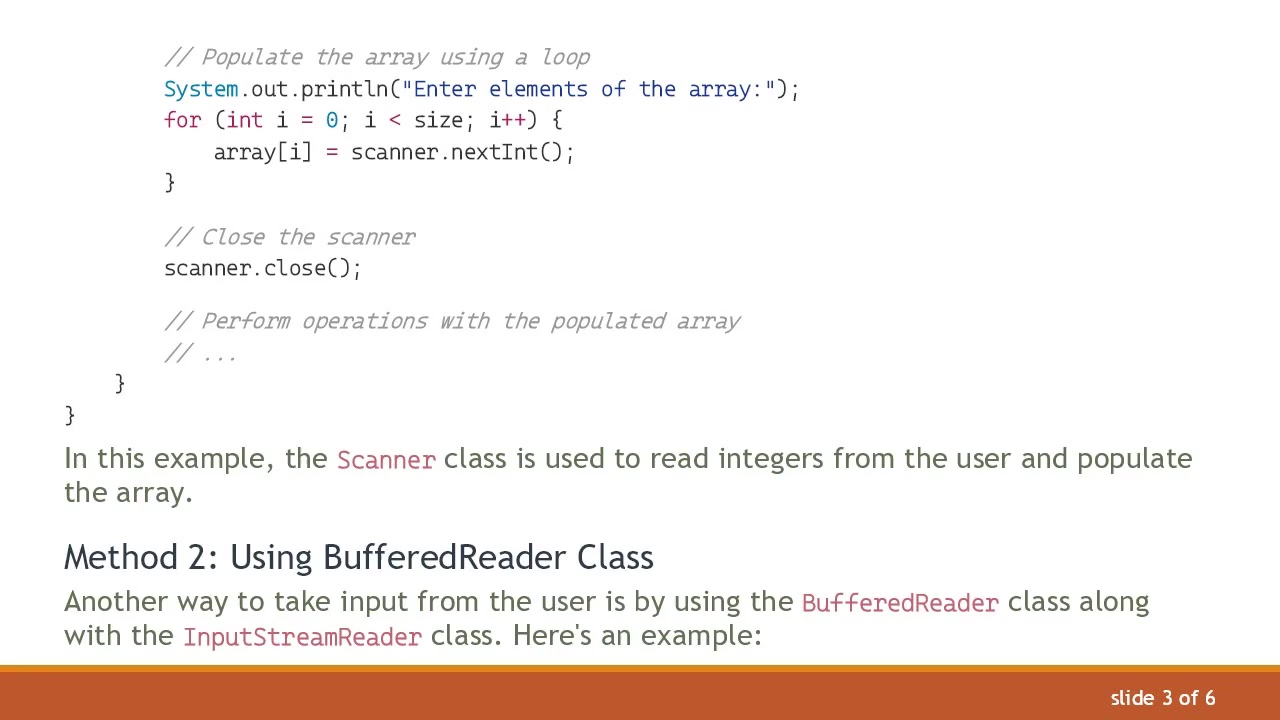 // Populate the array using a loop
System.out.println("Enter elements of the array:");
for (int i = 0; i < size; i++) {
    array[i] = scanner.nextInt();
}
// Close the scanner
scanner.close();
// Perform operations with the populated array
// ...
}
}
In this example, the Scanner class is used to read integers from the user and populate
the array.
Method 2: Using BufferedReader Class
Another way to take input from the user is by using the BufferedReader class along
with the InputStreamReader class. Here's an example:
slide 3 of 6